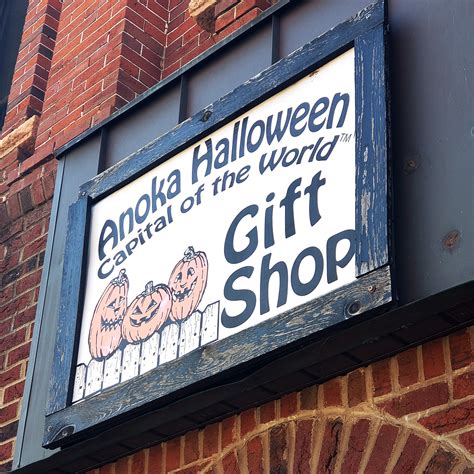 Anoka Halloween
Capital of the World™
Gift
Shop